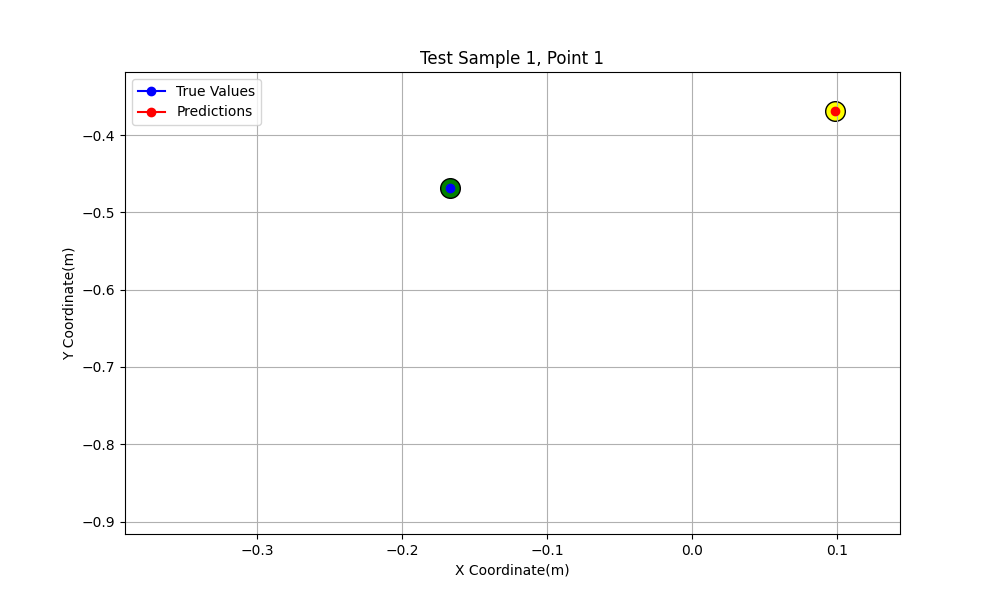 Test Sample 1, Point 1
True Values
Predictions
−0.4
−0.5
−0.6
−0.7
−0.8
−0.9
Y Coordinate(m)
−0.3
−0.2
−0.1
0.0
0.1
X Coordinate(m)